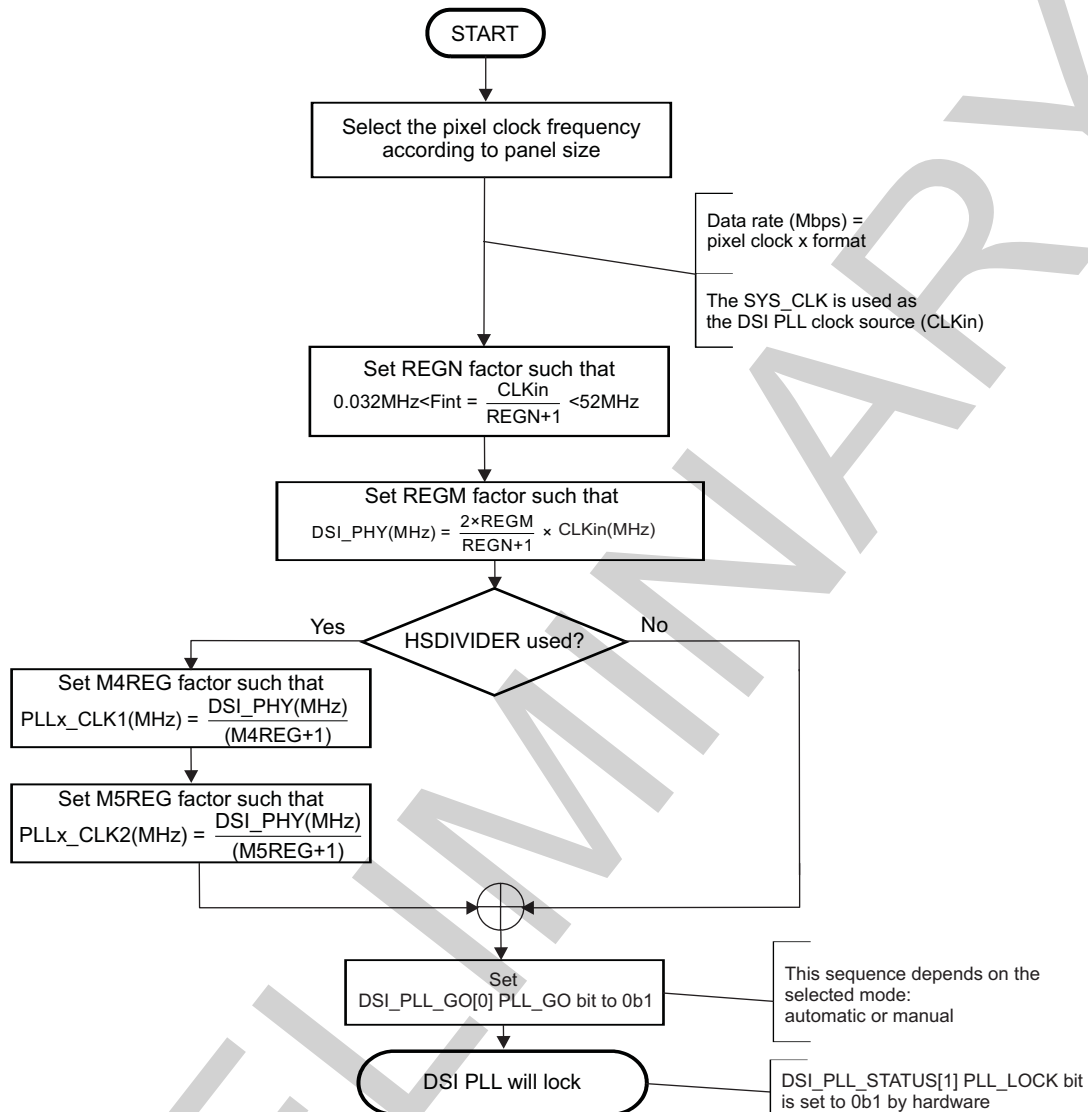 START
Select the pixel clock frequency
according to panel size
Data rate (Mbps) =
pixel clock x format
The SYS_CLK is used as
the DSI PLL clock source (CLKin)
Set REGN factor such that
0.032MHz<Fint = CLKin / REGN+1 <52MHz
Set REGM factor such that
DSI_PHY(MHz) = 2×REGM / REGN+1 × CLKin(MHz)
HSDIVIDER used?
Yes
No
Set M4REG factor such that
PLLx_CLK1(MHz) = DSI_PHY(MHz) / (M4REG+1)
Set M5REG factor such that
PLLx_CLK2(MHz) = DSI_PHY(MHz) / (M5REG+1)
Set
DSI_PLL_GO[0] PLL_GO bit to 0b1
This sequence depends on the
selected mode:
automatic or manual
DSI PLL will lock
DSI_PLL_STATUS[1] PLL_LOCK bit
is set to 0b1 by hardware
ELIMINARY